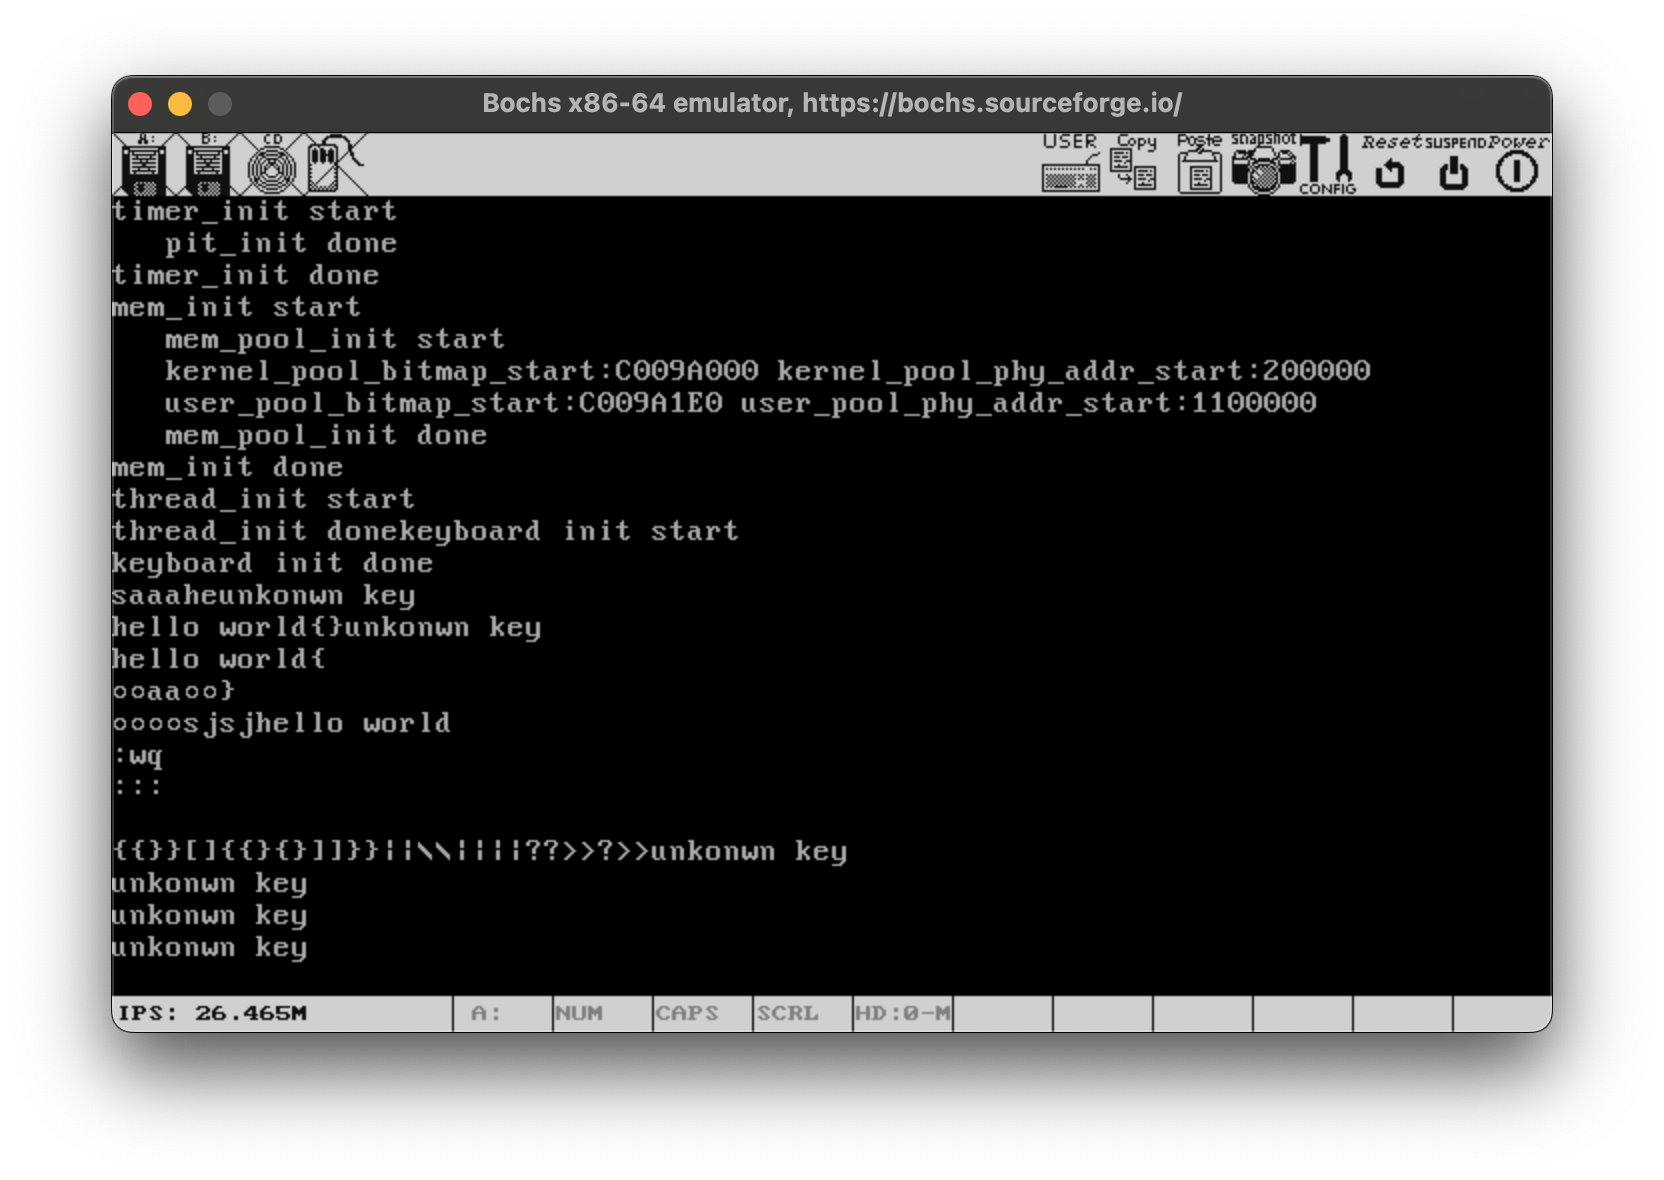 Bochs x86-64 emulator, https://bochs.sourceforge.io/
A: B: CD USER Copy Paste snapshot CONFIG Reset SUSPEND Power
timer_init start
   pit_init done
timer_init done
mem_init start
   mem_pool_init start
   kernel_pool_bitmap_start:C009A000 kernel_pool_phy_addr_start:200000
   user_pool_bitmap_start:C009A1E0 user_pool_phy_addr_start:1100000
   mem_pool_init done
mem_init done
thread_init start
thread_init donekeyboard init start
keyboard init done
saaaheunkonwn key
hello world{}unkonwn key
hello world{
○○aa○○}
○○○○sjsjhello world
:wq
:::
{{}}[]{{}{}]]}}||\\||||??>>?>>unkonwn key
unkonwn key
unkonwn key
unkonwn key
IPS: 26.465M A: NUM CAPS SCRL HD:0-M